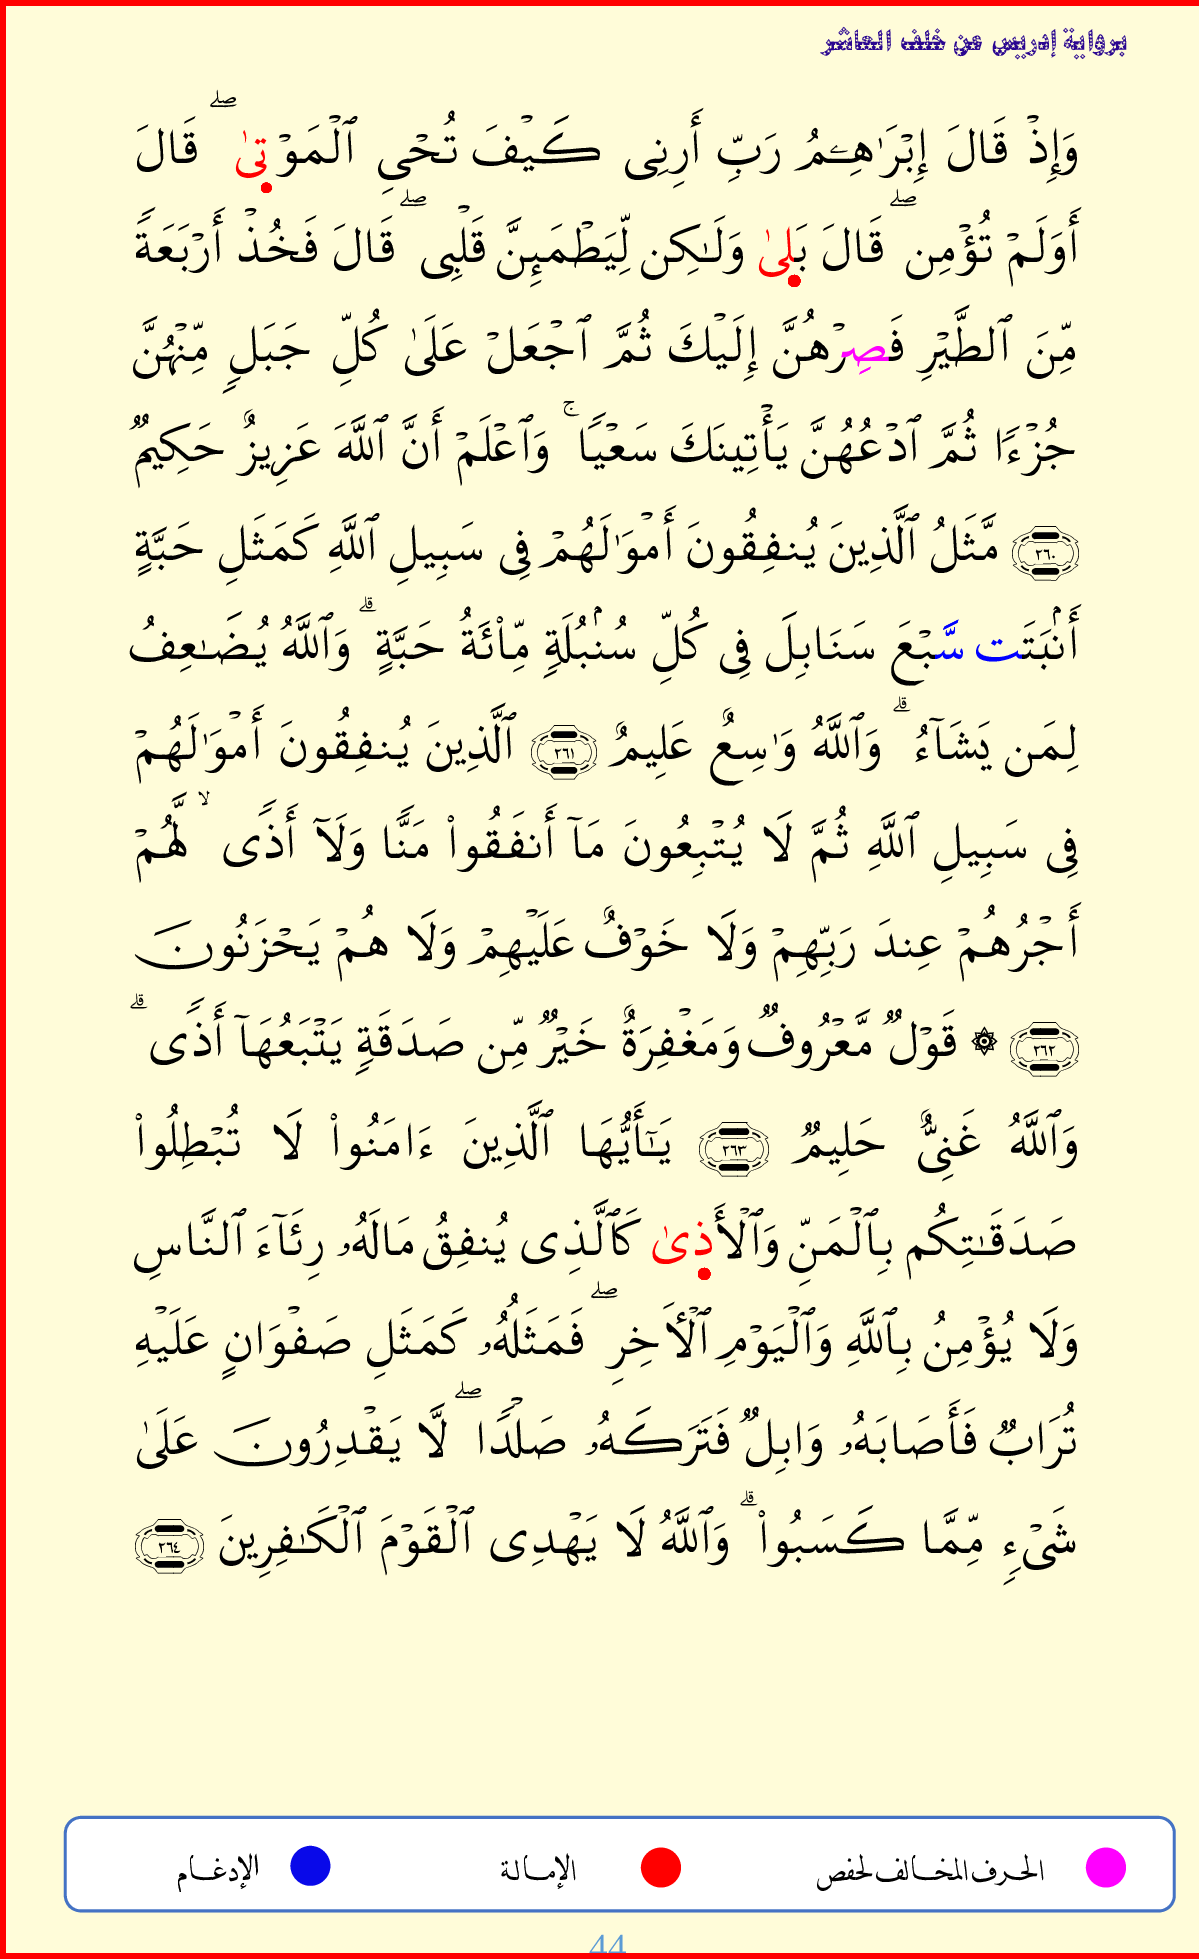 برواية إدريس عن خلف العاشر
وَإِذۡ قَالَ إِبۡرَٰهِـۧمُ رَبِّ أَرِنِى كَيۡفَ تُحۡىِ ٱلۡمَوۡتىٰۖ قَالَ
أَوَلَمۡ تُؤۡمِنۖ قَالَ بَلىٰ وَلَـٰكِن لِّيَطۡمَئِنَّ قَلۡبِىۖ قَالَ فَخُذۡ أَرۡبَعَةً
مِّنَ ٱلطَّيۡرِ فَصِرۡهُنَّ إِلَيۡكَ ثُمَّ ٱجۡعَلۡ عَلَىٰ كُلِّ جَبَلٍ مِّنۡهُنَّ
جُزۡءًا ثُمَّ ٱدۡعُهُنَّ يَأۡتِينَكَ سَعۡيًاۚ وَٱعۡلَمۡ أَنَّ ٱللَّهَ عَزِيزٌ حَكِيمٌ
٢٦٠ مَّثَلُ ٱلَّذِينَ يُنفِقُونَ أَمۡوَٰلَهُمۡ فِى سَبِيلِ ٱللَّهِ كَمَثَلِ حَبَّةٍ
أَنۢبَتَت سَّبۡعَ سَنَابِلَ فِى كُلِّ سُنۢبُلَةٍ مِّاْئَةُ حَبَّةٍۗ وَٱللَّهُ يُضَـٰعِفُ
لِمَن يَشَآءُۗ وَٱللَّهُ وَٰسِعٌ عَلِيمٌ ٢٦١ ٱلَّذِينَ يُنفِقُونَ أَمۡوَٰلَهُمۡ
فِى سَبِيلِ ٱللَّهِ ثُمَّ لَا يُتۡبِعُونَ مَآ أَنفَقُواْ مَنًّا وَلَآ أَذًىۙ لَّهُمۡ
أَجۡرُهُمۡ عِندَ رَبِّهِمۡ وَلَا خَوۡفٌ عَلَيۡهِمۡ وَلَا هُمۡ يَحۡزَنُونَ
٢٦٢ ۞ قَوۡلٌ مَّعۡرُوفٌ وَمَغۡفِرَةٌ خَيۡرٌ مِّن صَدَقَةٍ يَتۡبَعُهَآ أَذًىۗ
وَٱللَّهُ غَنِىٌّ حَلِيمٌ ٢٦٣ يَـٰٓأَيُّهَا ٱلَّذِينَ ءَامَنُواْ لَا تُبۡطِلُواْ
صَدَقَـٰتِكُم بِٱلۡمَنِّ وَٱلۡأَذىٰ كَٱلَّذِى يُنفِقُ مَالَهُۥ رِئَآءَ ٱلنَّاسِ
وَلَا يُؤۡمِنُ بِٱللَّهِ وَٱلۡيَوۡمِ ٱلۡأَخِرِۖ فَمَثَلُهُۥ كَمَثَلِ صَفۡوَانٍ عَلَيۡهِ
تُرَابٌ فَأَصَابَهُۥ وَابِلٌ فَتَرَكَهُۥ صَلۡدًاۖ لَّا يَقۡدِرُونَ عَلَىٰ
شَىۡءٍ مِّمَّا كَسَبُواْۗ وَٱللَّهُ لَا يَهۡدِى ٱلۡقَوۡمَ ٱلۡكَـٰفِرِينَ ٢٦٤
الحرف المخالف لحفص الإمالة الإدغام
44